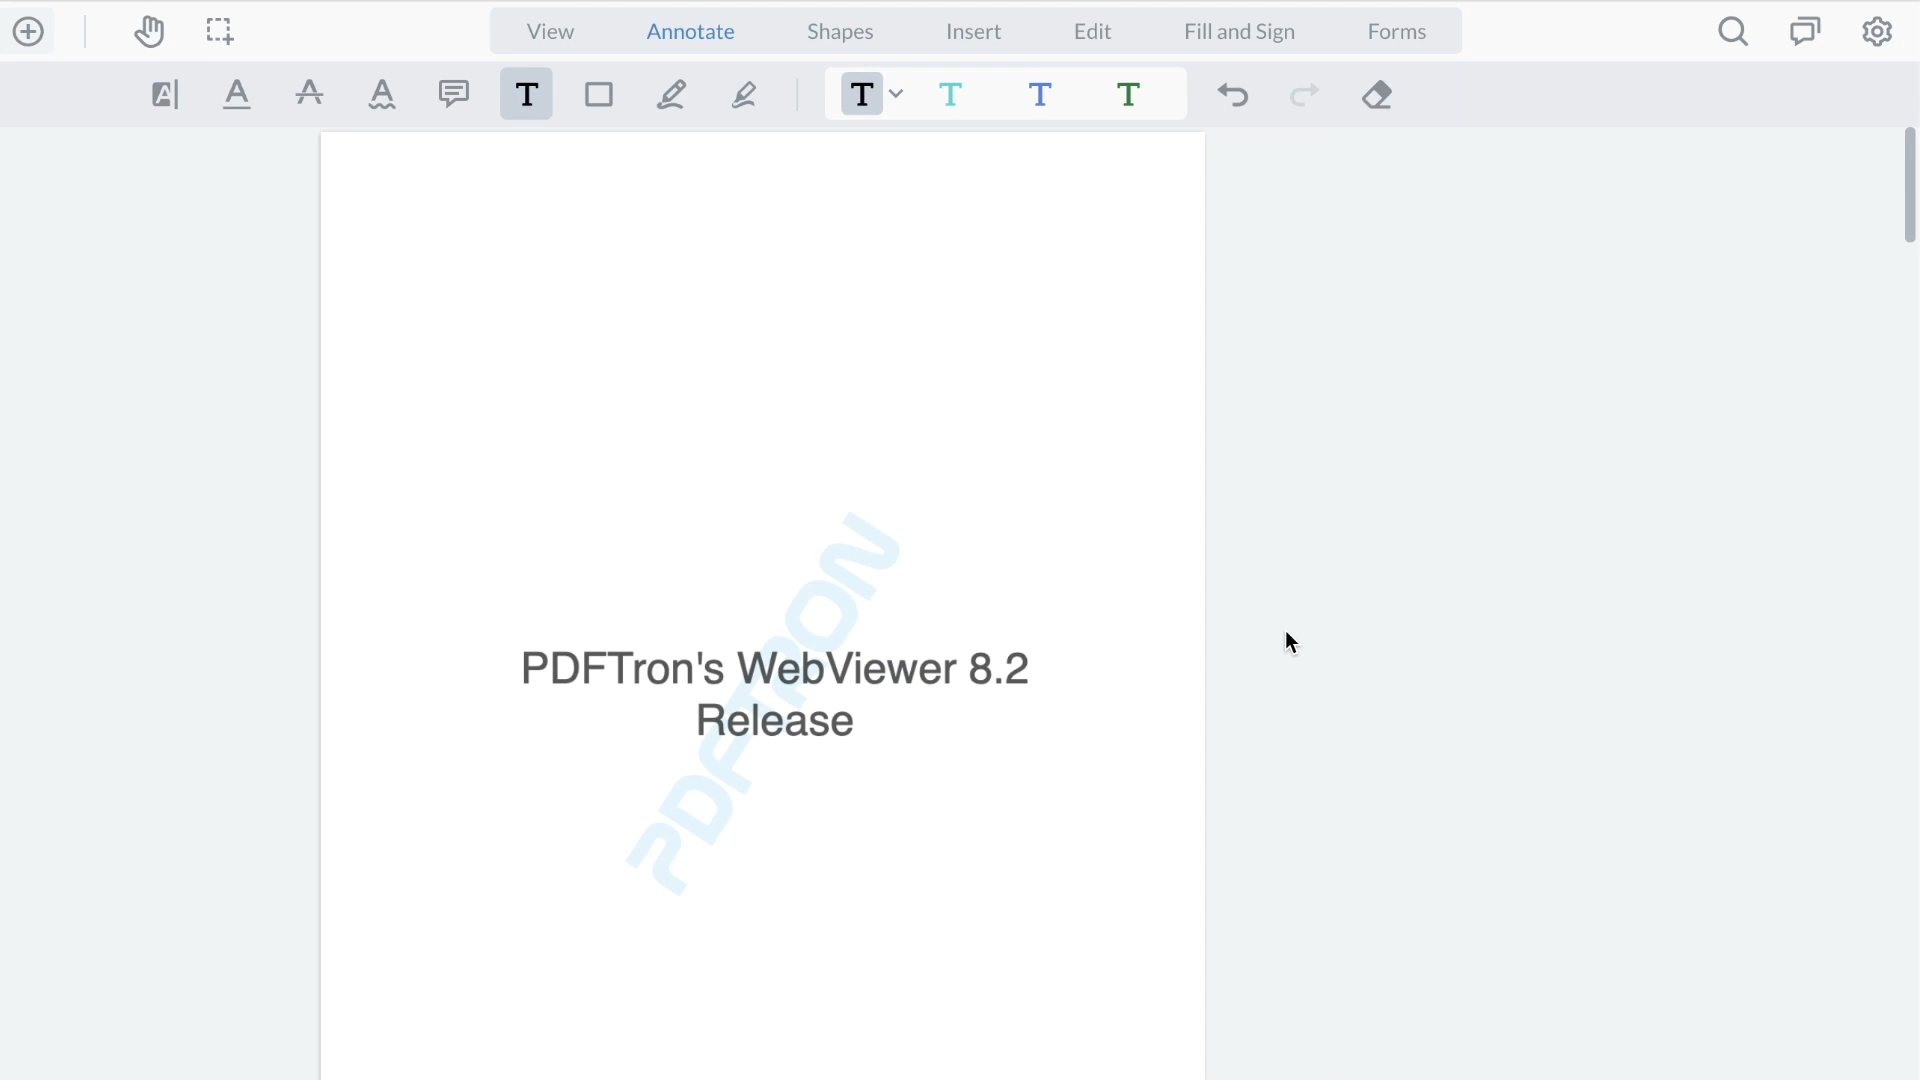 View Annotate Shapes Insert Edit Fill and Sign Forms
A A A A T T T T T
PDFTRON
PDFTron's WebViewer 8.2
Release